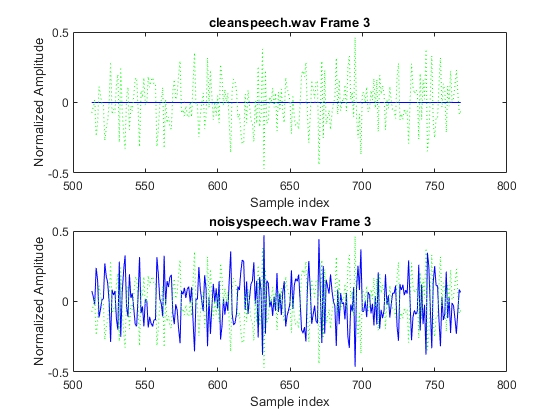 cleanspeech.wav Frame 3
Normalized Amplitude
0.5
0
-0.5
500 550 600 650 700 750 800
Sample index
noisyspeech.wav Frame 3
Normalized Amplitude
0.5
0
-0.5
500 550 600 650 700 750 800
Sample index